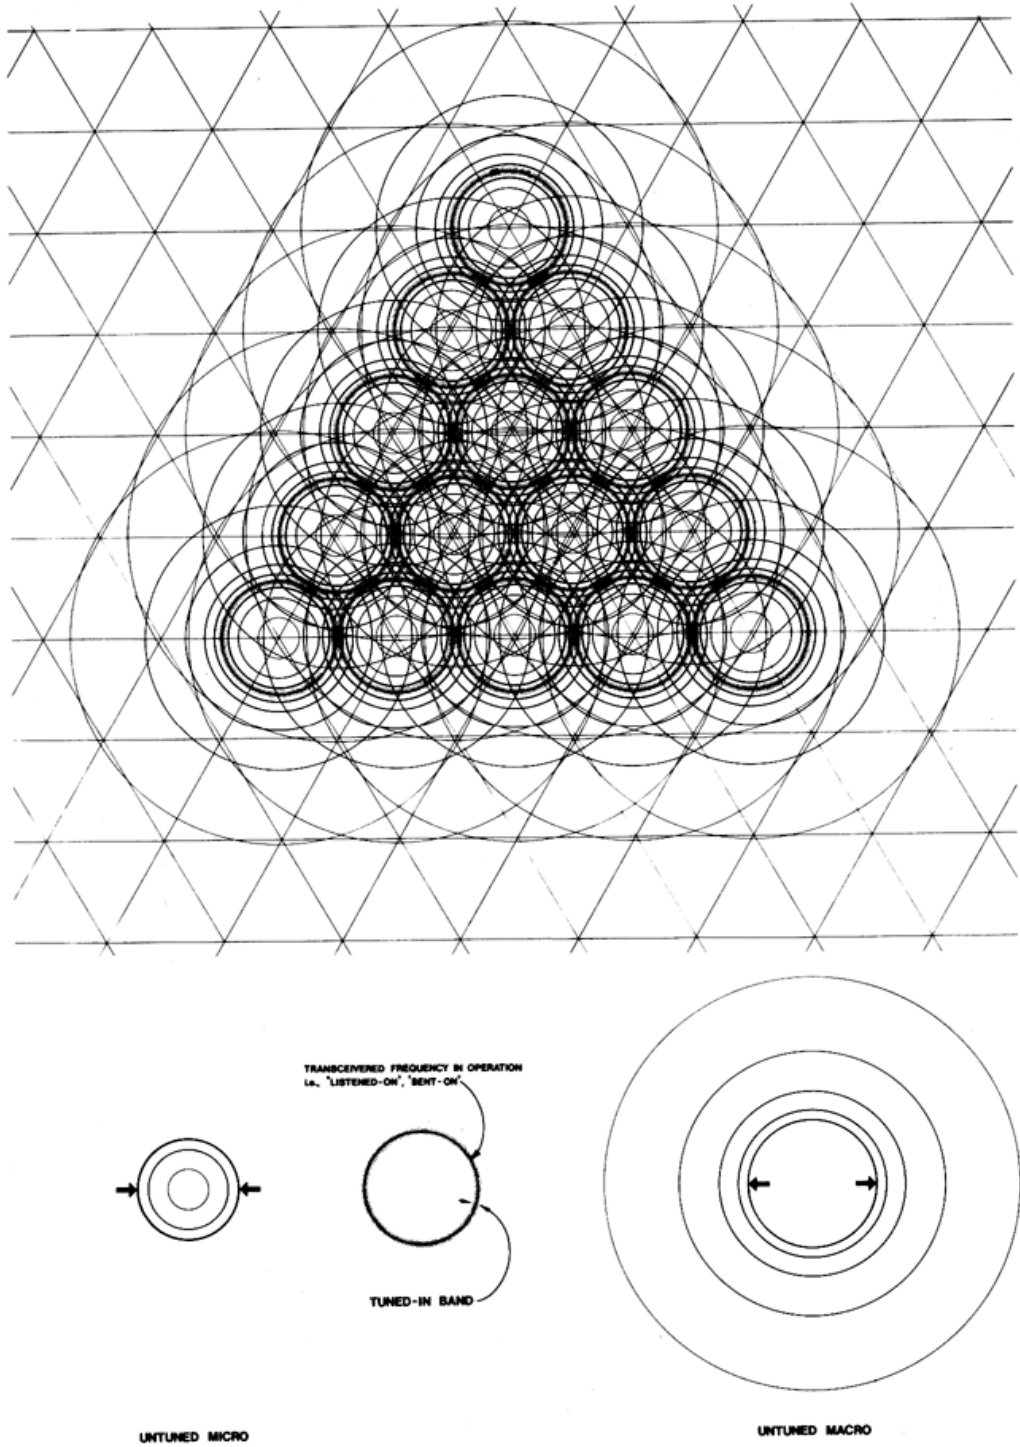 TRANSCEIVERED FREQUENCY IN OPERATION
i.e., "LISTENED-ON", "SENT-ON"
TUNED-IN BAND
UNTUNED MICRO
UNTUNED MACRO